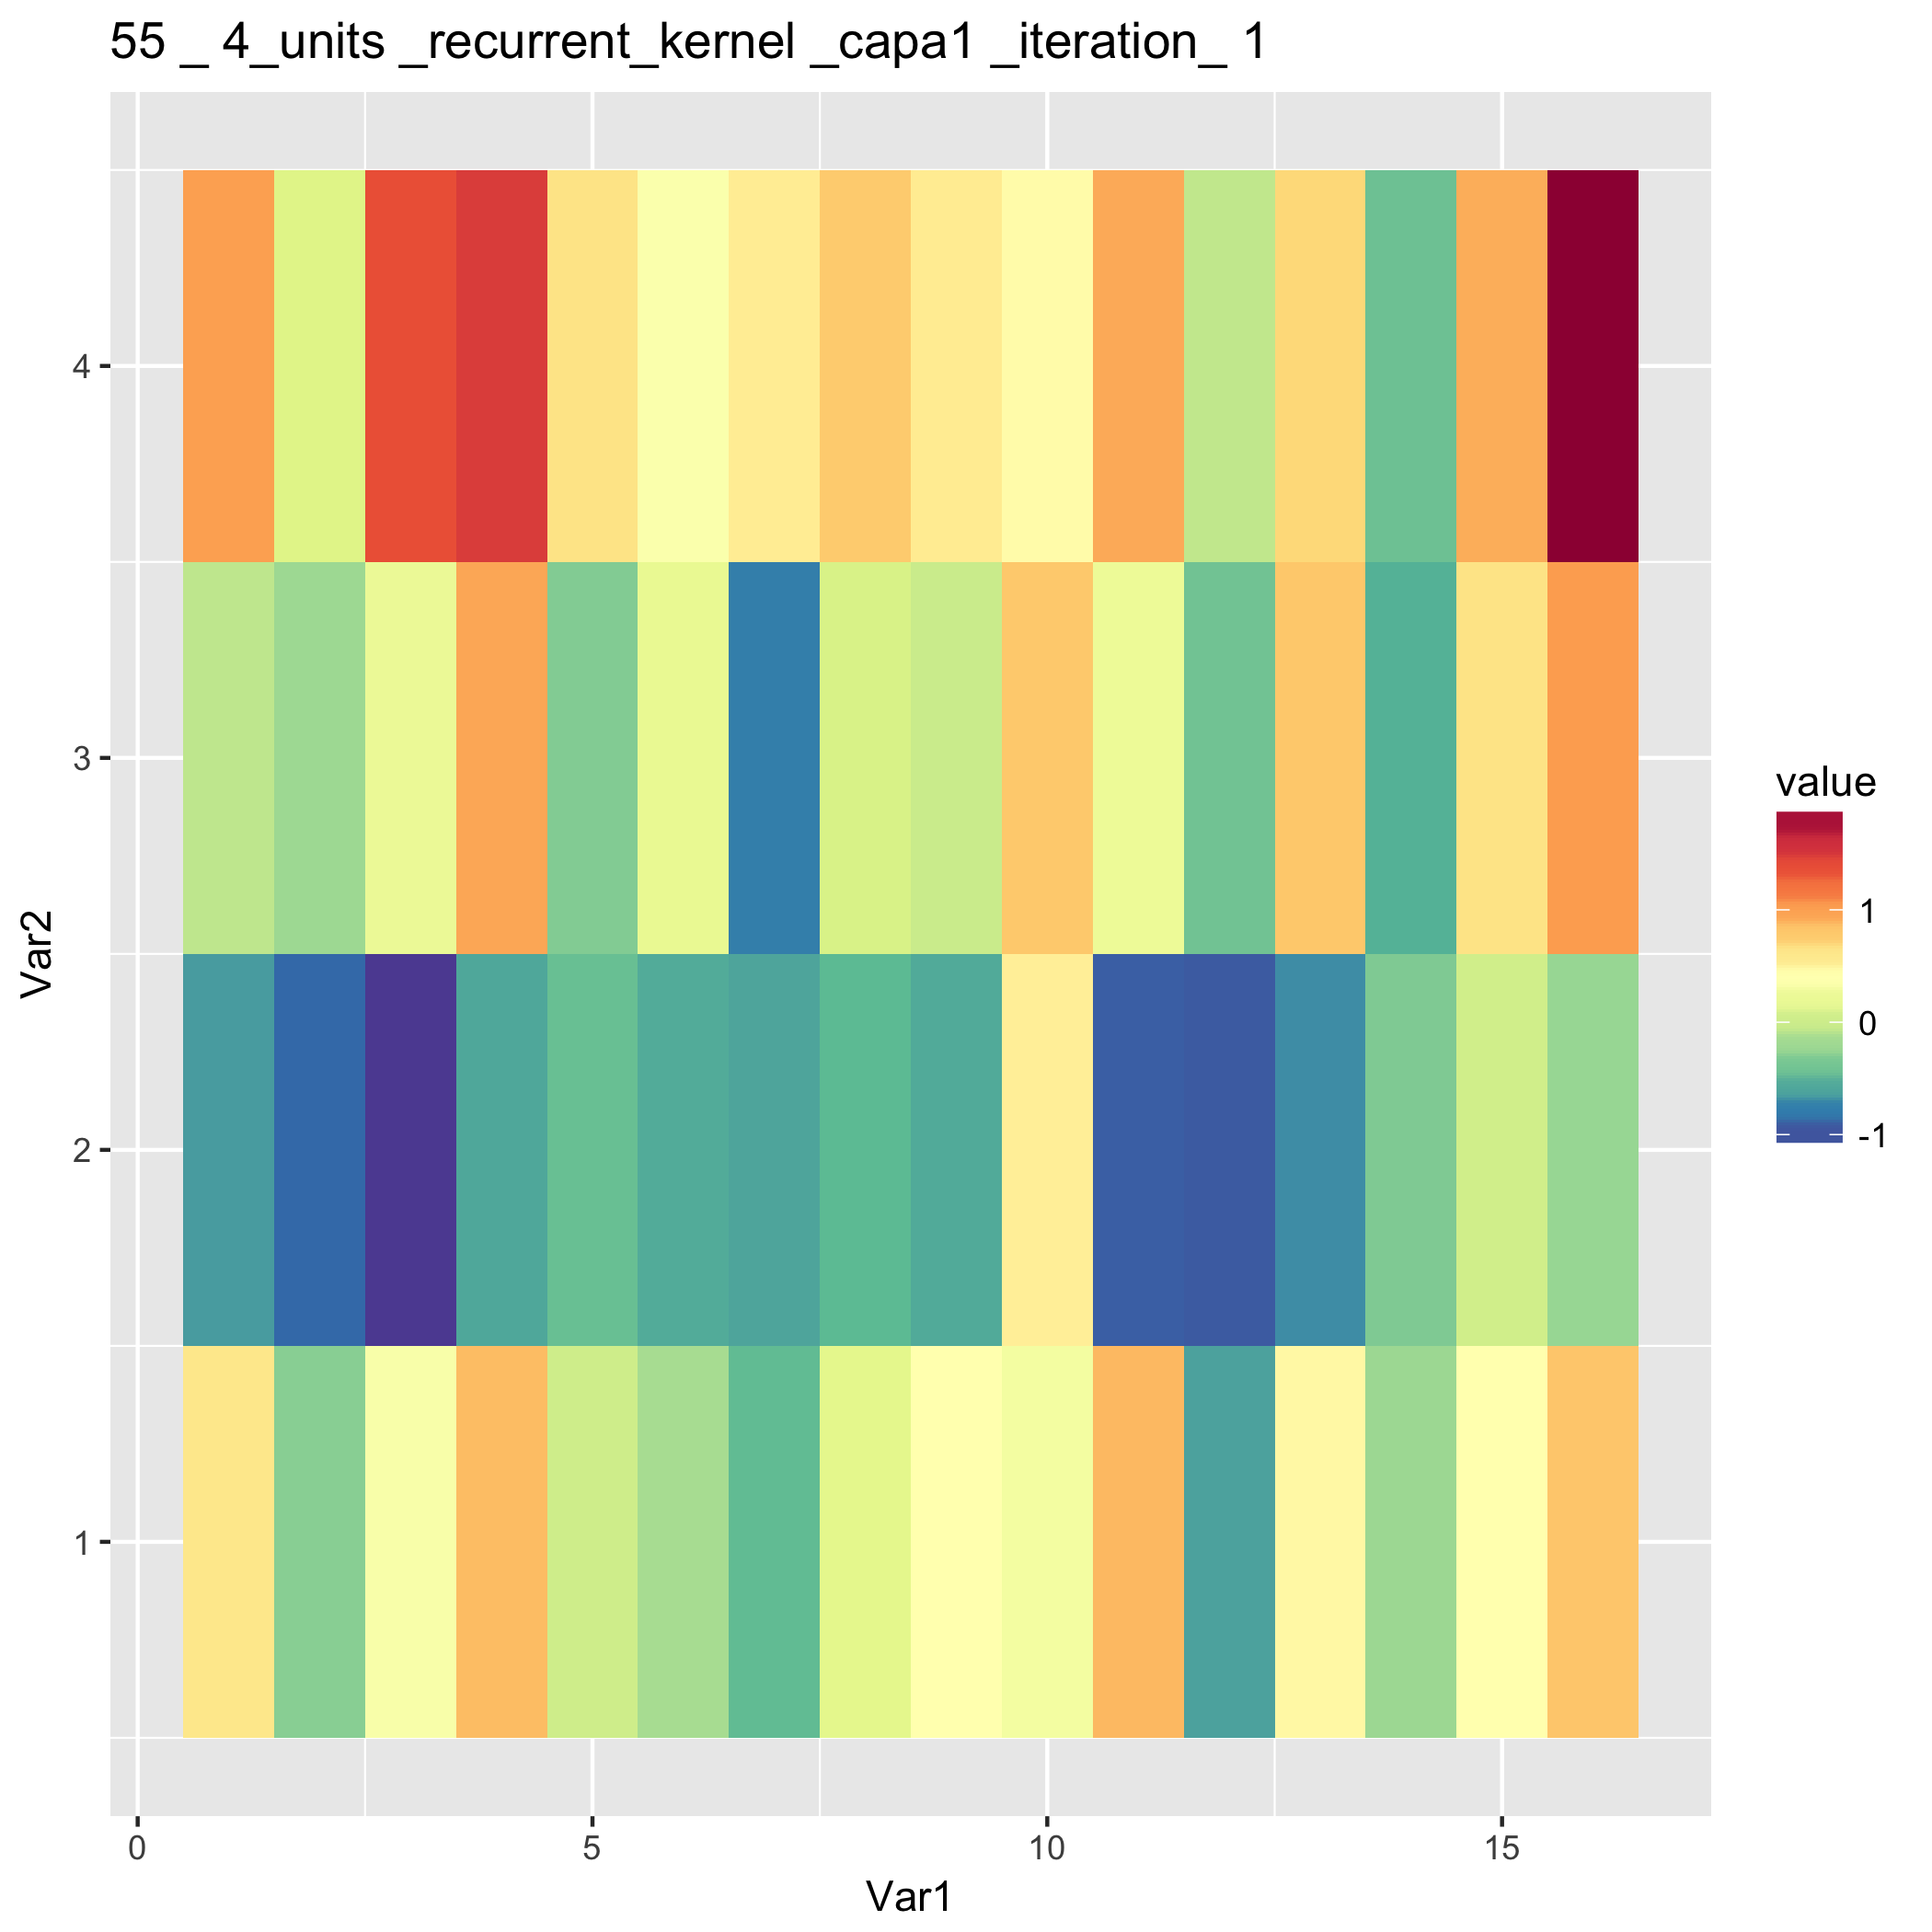 55 _ 4_units _recurrent_kernel _capa1 _iteration_ 1
4
3
2
1
Var2
0 5 10 15
Var1
value
1
0
-1